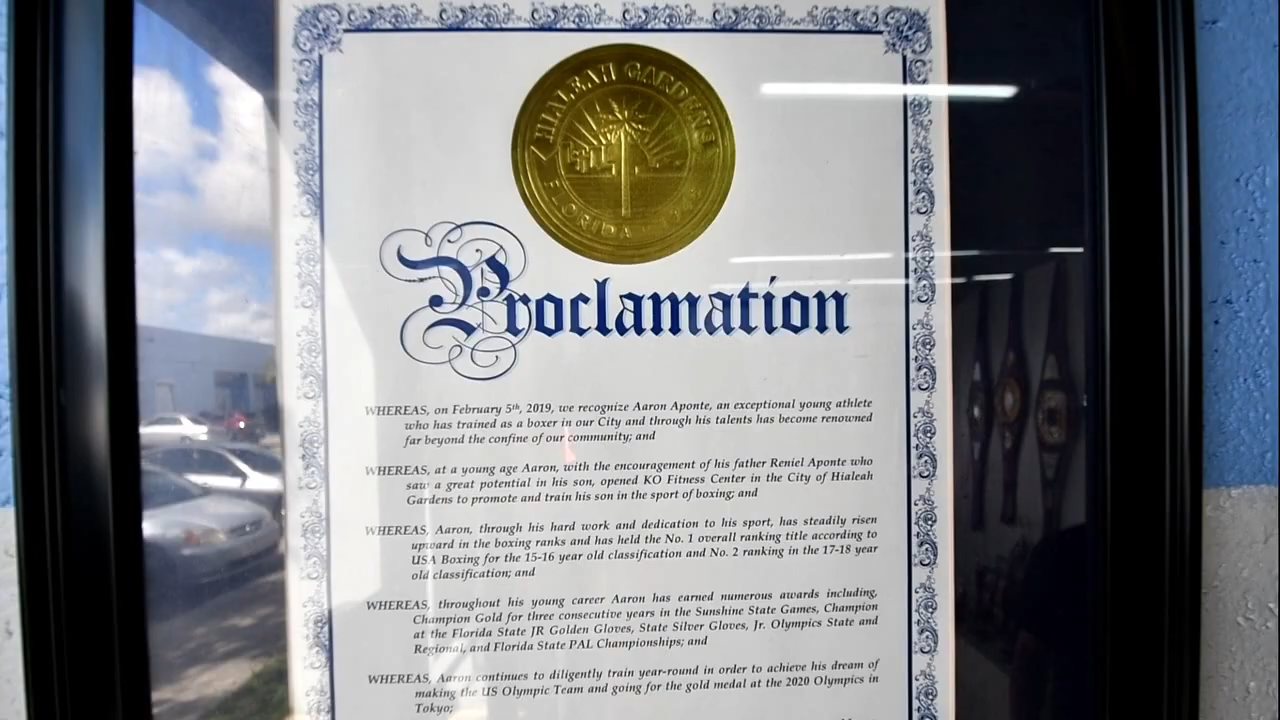 HIALEAH GARDENS
FLORIDA 1948
Proclamation
WHEREAS, on February 5th, 2019, we recognize Aaron Aponte, an exceptional young athlete
who has trained as a boxer in our City and through his talents has become renowned
far beyond the confine of our community; and
WHEREAS, at a young age Aaron, with the encouragement of his father Reniel Aponte who
saw a great potential in his son, opened KO Fitness Center in the City of Hialeah
Gardens to promote and train his son in the sport of boxing; and
WHEREAS, Aaron, through his hard work and dedication to his sport, has steadily risen
upward in the boxing ranks and has held the No. 1 overall ranking title according to
USA Boxing for the 15-16 year old classification and No. 2 ranking in the 17-18 year
old classification; and
WHEREAS, throughout his young career Aaron has earned numerous awards including,
Champion Gold for three consecutive years in the Sunshine State Games, Champion
at the Florida State JR Golden Gloves, State Silver Gloves, Jr. Olympics State and
Regional, and Florida State PAL Championships; and
WHEREAS, Aaron continues to diligently train year-round in order to achieve his dream of
making the US Olympic Team and going for the gold medal at the 2020 Olympics in
Tokyo;